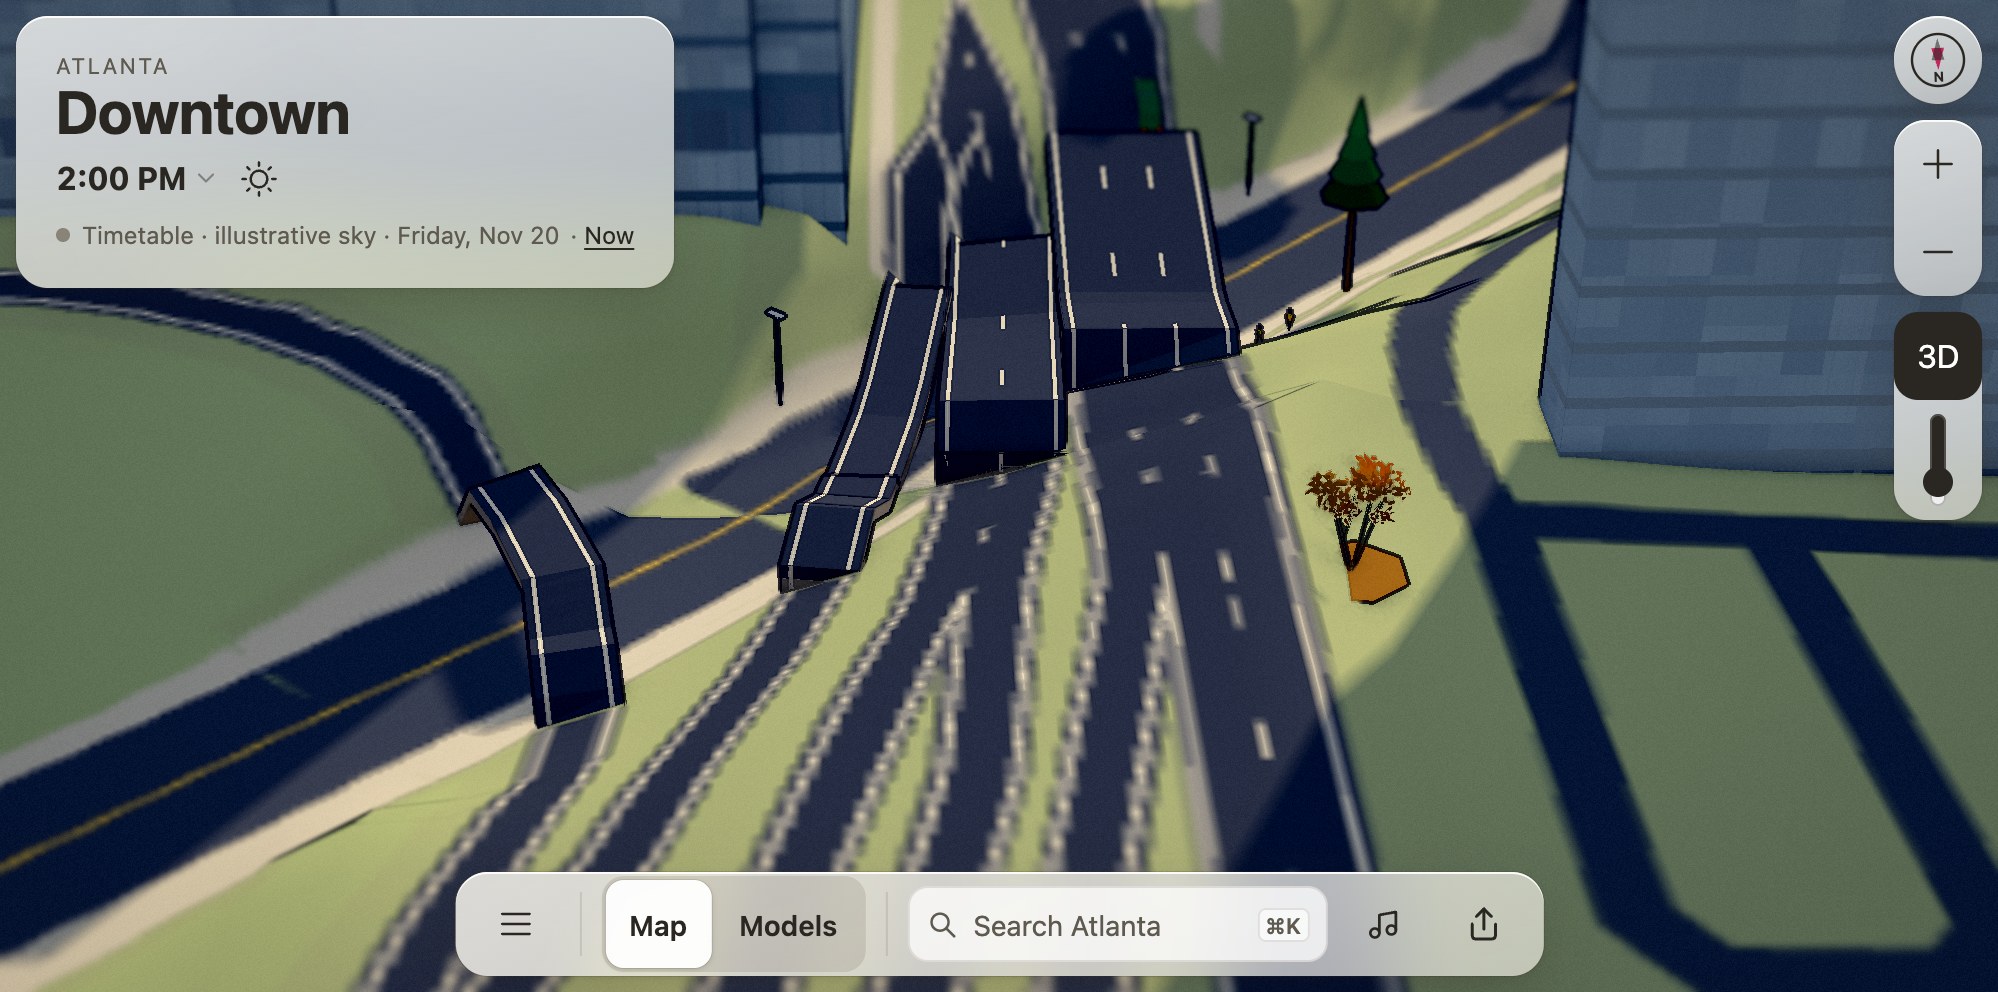 ATLANTA
Downtown
2:00 PM
Timetable · illustrative sky · Friday, Nov 20 · Now
N
+
−
3D
Map
Models
Search Atlanta
⌘K